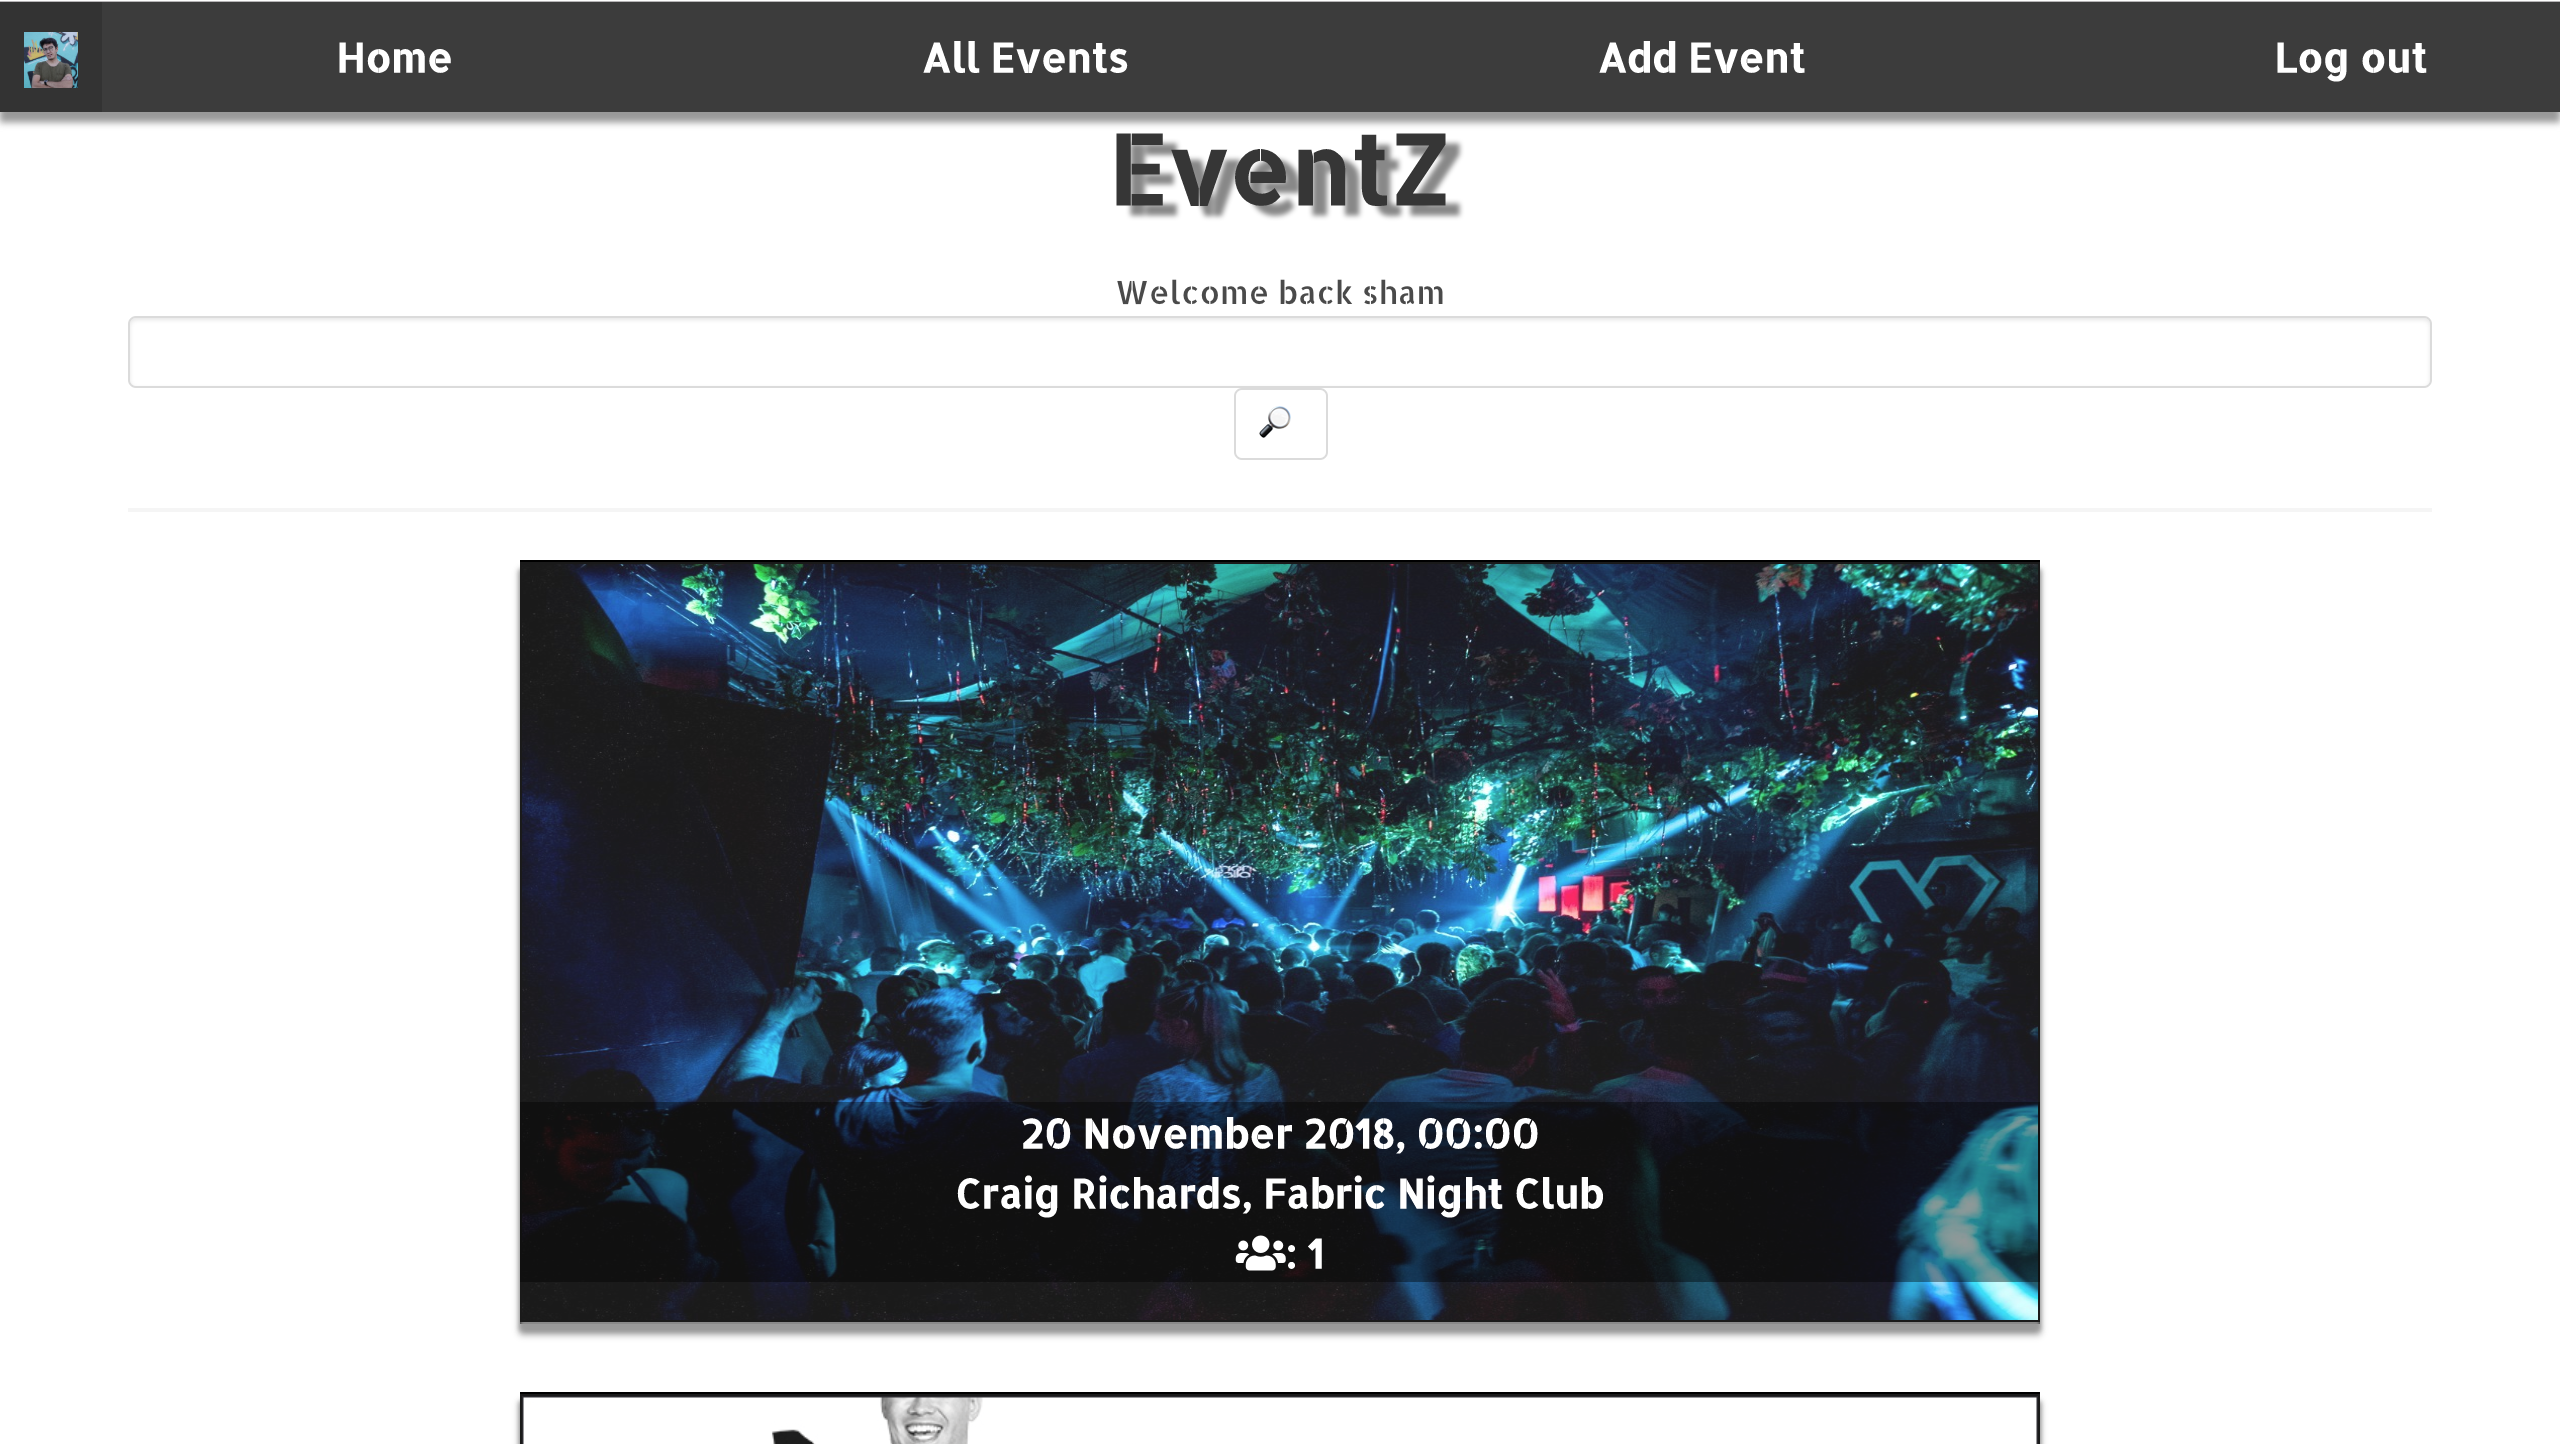 Home
All Events
Add Event
Log out
EventZ
Welcome back sham
20 November 2018, 00:00
Craig Richards, Fabric Night Club
: 1